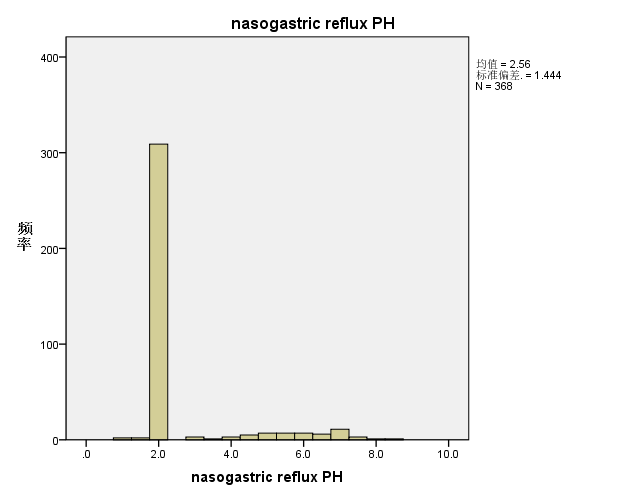 nasogastric reflux PH
均值 = 2.56
标准偏差. = 1.444
N = 368
400
300
200
100
0
频率
.0 2.0 4.0 6.0 8.0 10.0
nasogastric reflux PH